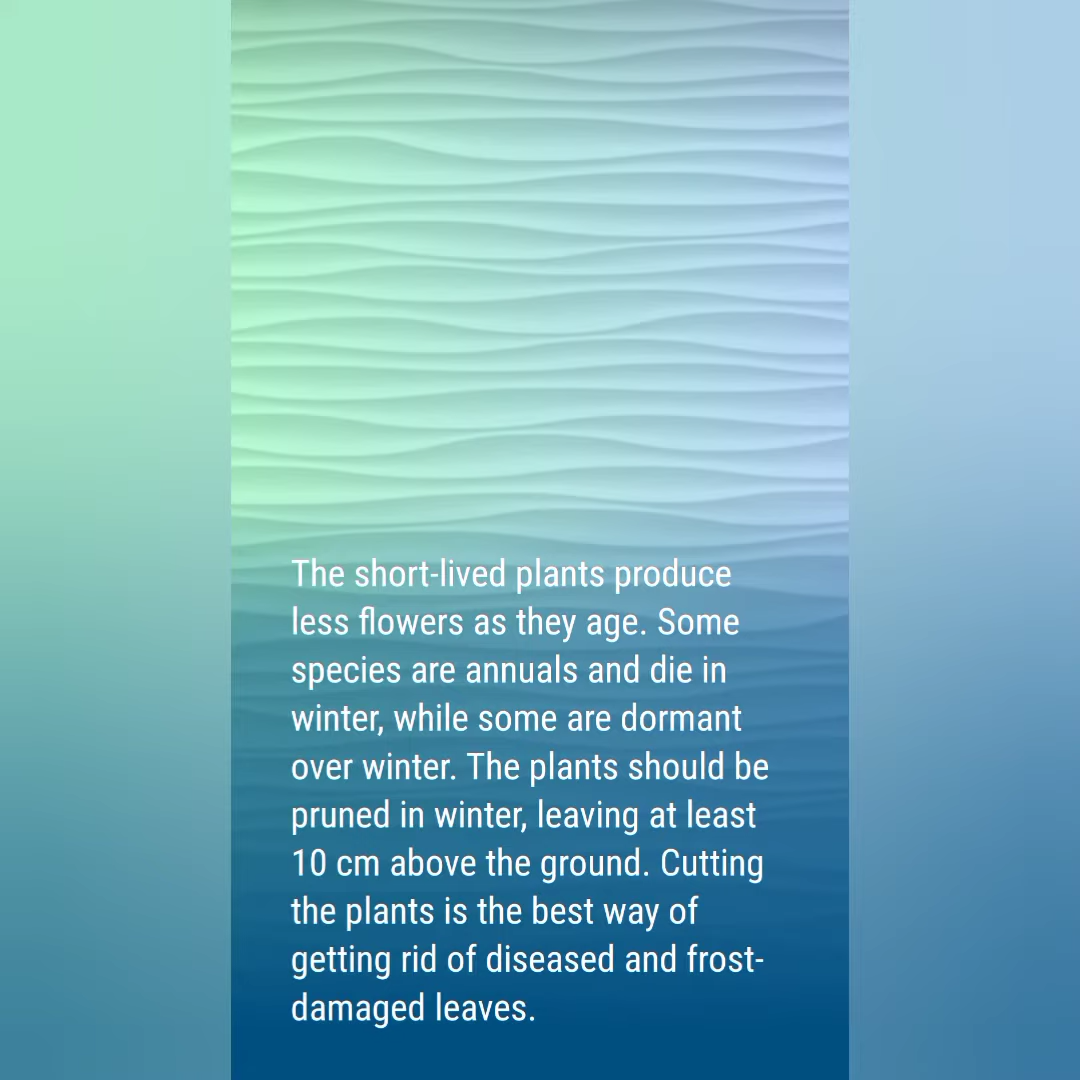 The short-lived plants produce
less flowers as they age. Some
species are annuals and die in
winter, while some are dormant
over winter. The plants should be
pruned in winter, leaving at least
10 cm above the ground. Cutting
the plants is the best way of
getting rid of diseased and frost-
damaged leaves.